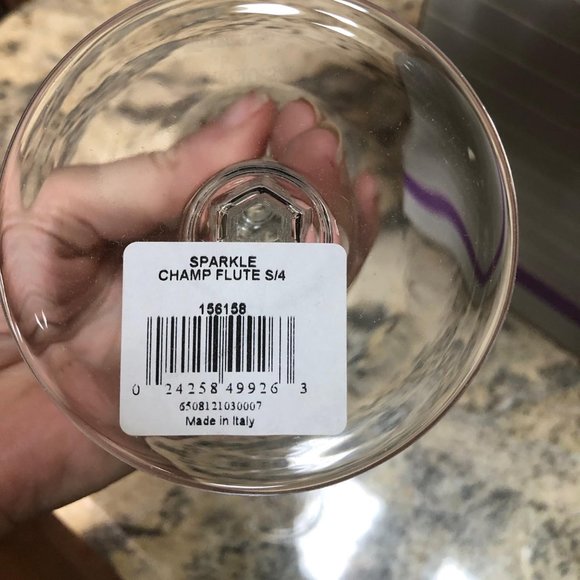 SPARKLE
CHAMP FLUTE S/4
156158
0 24258 49926 3
6508121030007
Made in Italy